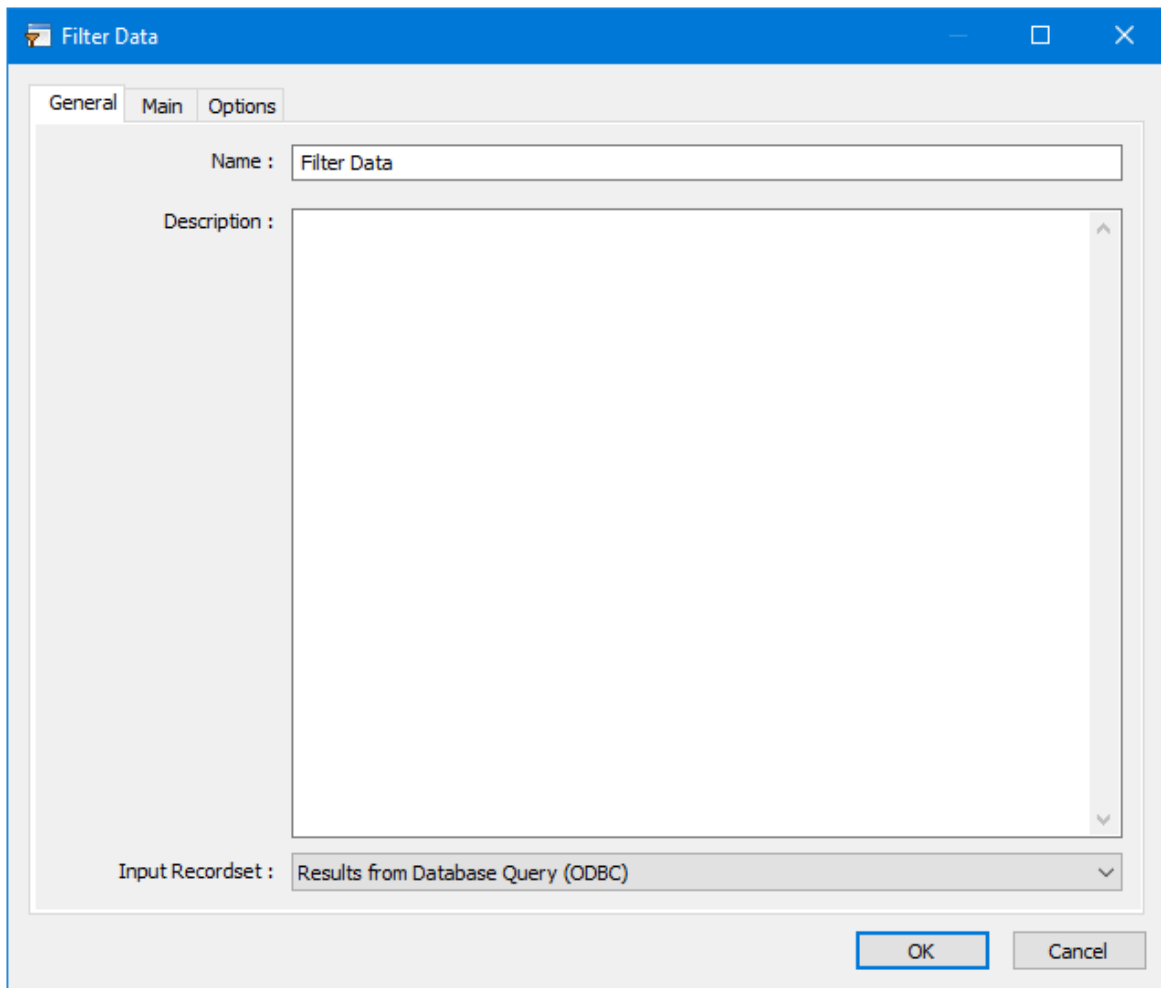 Filter Data
General Main Options
Name : Filter Data
Description :
Input Recordset : Results from Database Query (ODBC)
OK Cancel